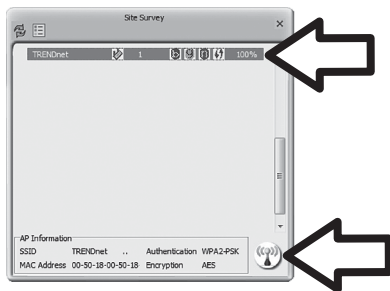 Site Survey
TRENDnet 1 b g n 100%
AP Information
SSID TRENDnet .. Authentication WPA2-PSK
MAC Address 00-50-18-00-50-18 Encryption AES